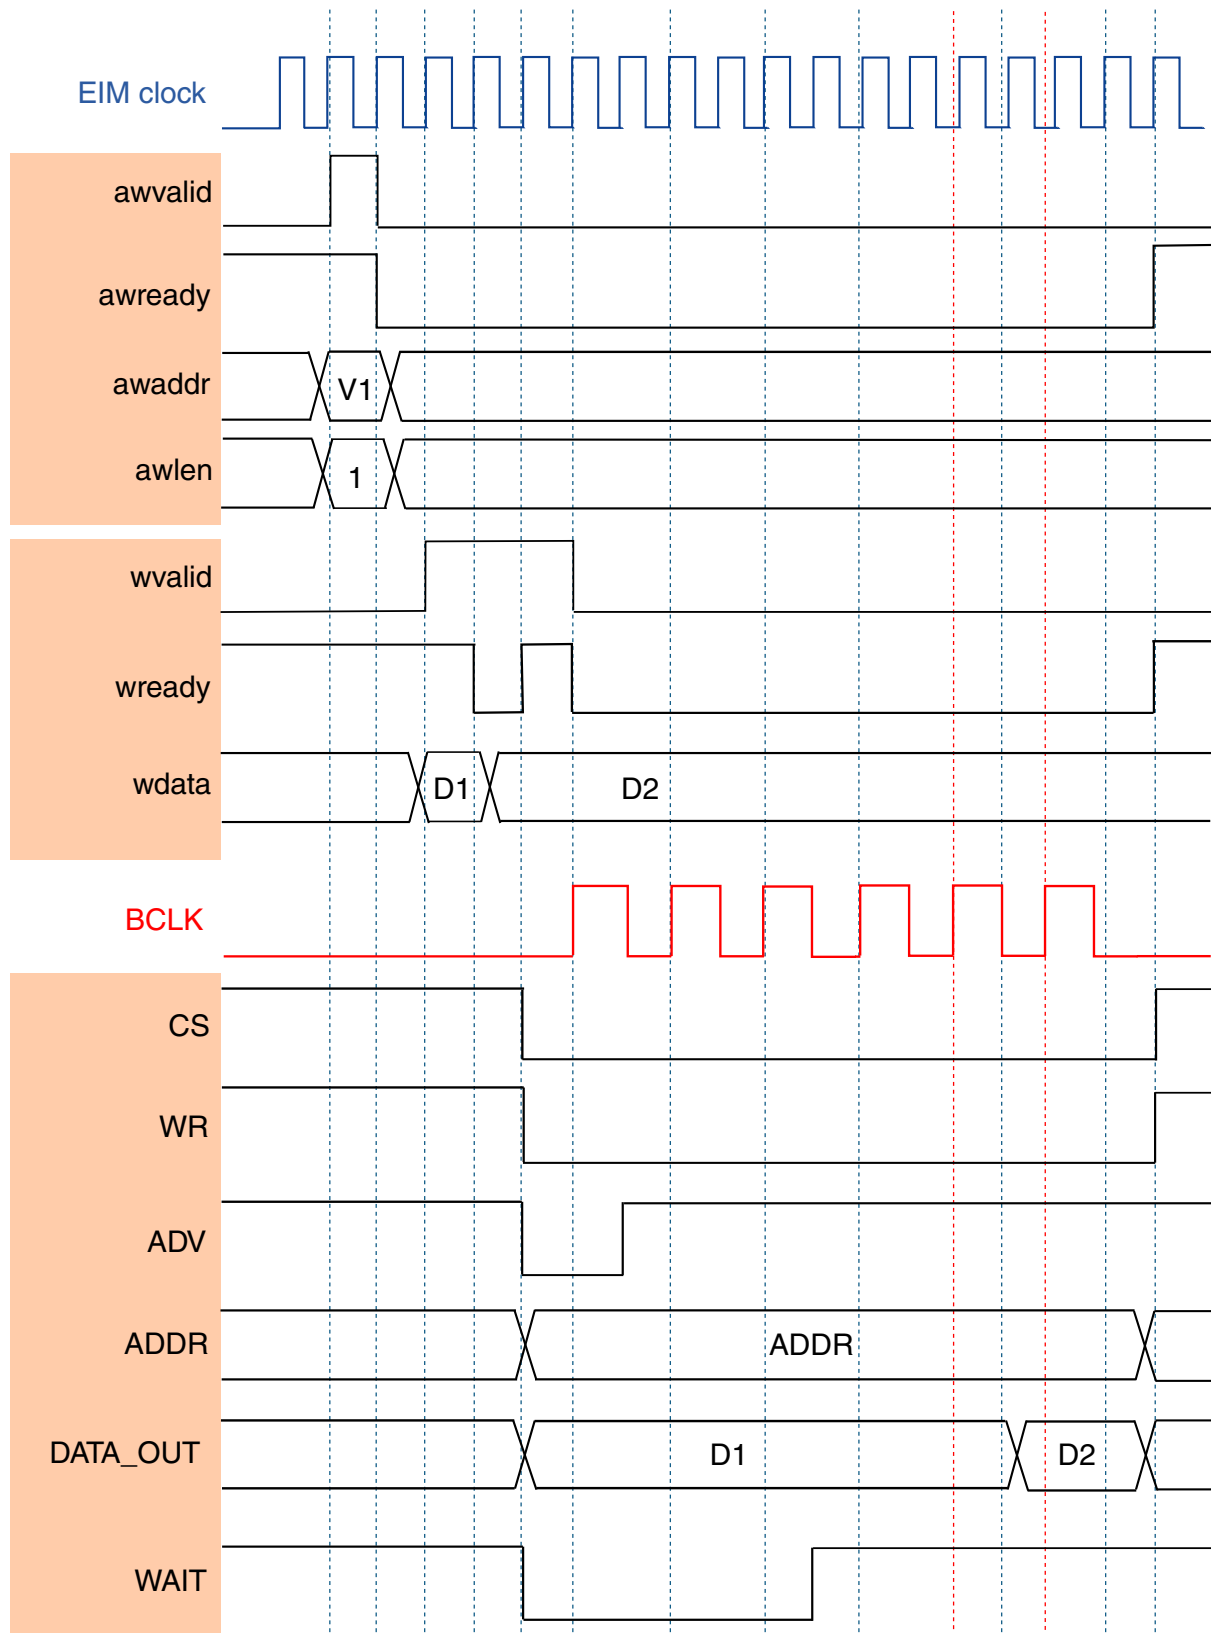 EIM clock
awvalid
awready
awaddr
V1
awlen
1
wvalid
wready
wdata
D1
D2
BCLK
CS
WR
ADV
ADDR
ADDR
DATA_OUT
D1
D2
WAIT